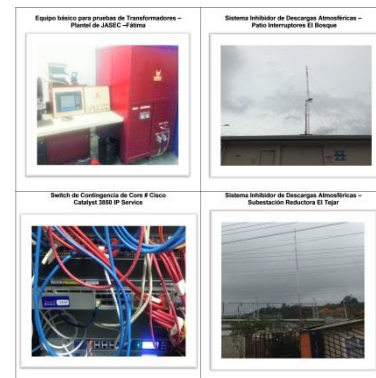 Equipo básico para pruebas de Transformadores –
Plantel de JASEC –Fátima
Sistema Inhibidor de Descargas Atmosféricas –
Patio Interruptores El Bosque
Switch de Contingencia de Core # Cisco
Catalyst 3850 IP Service
Sistema Inhibidor de Descargas Atmosféricas –
Subestación Reductora El Tejar